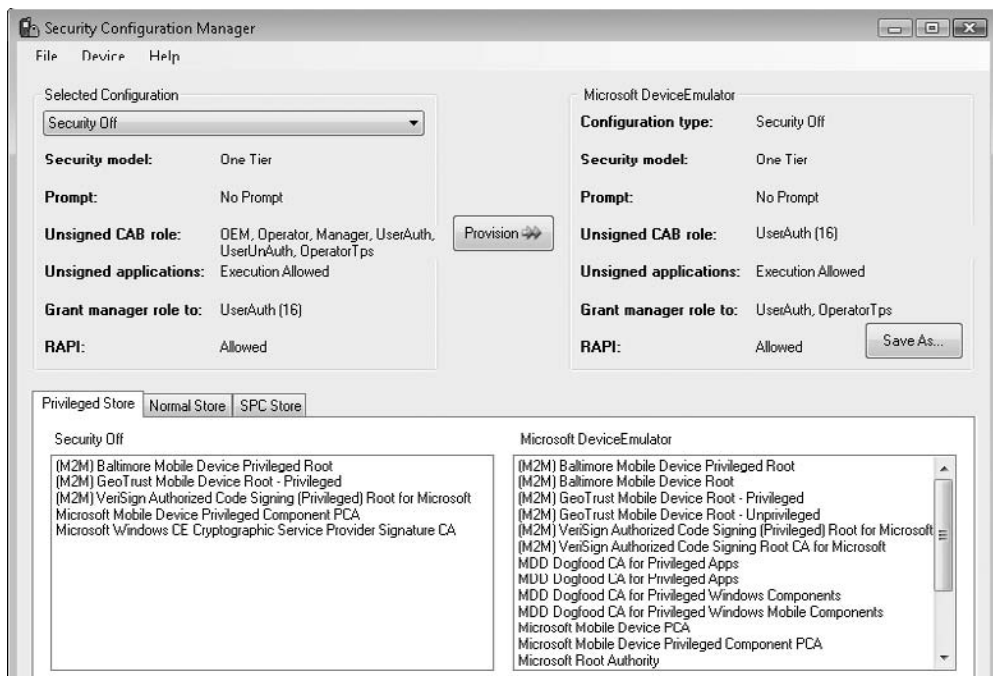 Security Configuration Manager
File Device Help
Selected Configuration
Security Off
Security model: One Tier
Prompt: No Prompt
Unsigned CAB role: OEM, Operator, Manager, UserAuth,
UserUnAuth, OperatorTps
Unsigned applications: Execution Allowed
Grant manager role to: UserAuth (16)
RAPI: Allowed
Provision
Microsoft DeviceEmulator
Configuration type: Security Off
Security model: One Tier
Prompt: No Prompt
Unsigned CAB role: UserAuth (16)
Unsigned applications: Execution Allowed
Grant manager role to: UserAuth, OperatorTps
RAPI: Allowed
Save As...
Privileged Store Normal Store SPC Store
Security Off
(M2M) Baltimore Mobile Device Privileged Root
(M2M) GeoTrust Mobile Device Root - Privileged
(M2M) VeriSign Authorized Code Signing (Privileged) Root for Microsoft
Microsoft Mobile Device Privileged Component PCA
Microsoft Windows CE Cryptographic Service Provider Signature CA
Microsoft DeviceEmulator
(M2M) Baltimore Mobile Device Privileged Root
(M2M) Baltimore Mobile Device Root
(M2M) GeoTrust Mobile Device Root - Privileged
(M2M) GeoTrust Mobile Device Root - Unprivileged
(M2M) VeriSign Authorized Code Signing (Privileged) Root for Microsoft
(M2M) VeriSign Authorized Code Signing Root CA for Microsoft
MDD Dogfood CA for Privileged Apps
MDD Dogfood CA for Privileged Apps
MDD Dogfood CA for Privileged Windows Components
MDD Dogfood CA for Privileged Windows Mobile Components
Microsoft Mobile Device PCA
Microsoft Mobile Device Privileged Component PCA
Microsoft Root Authority